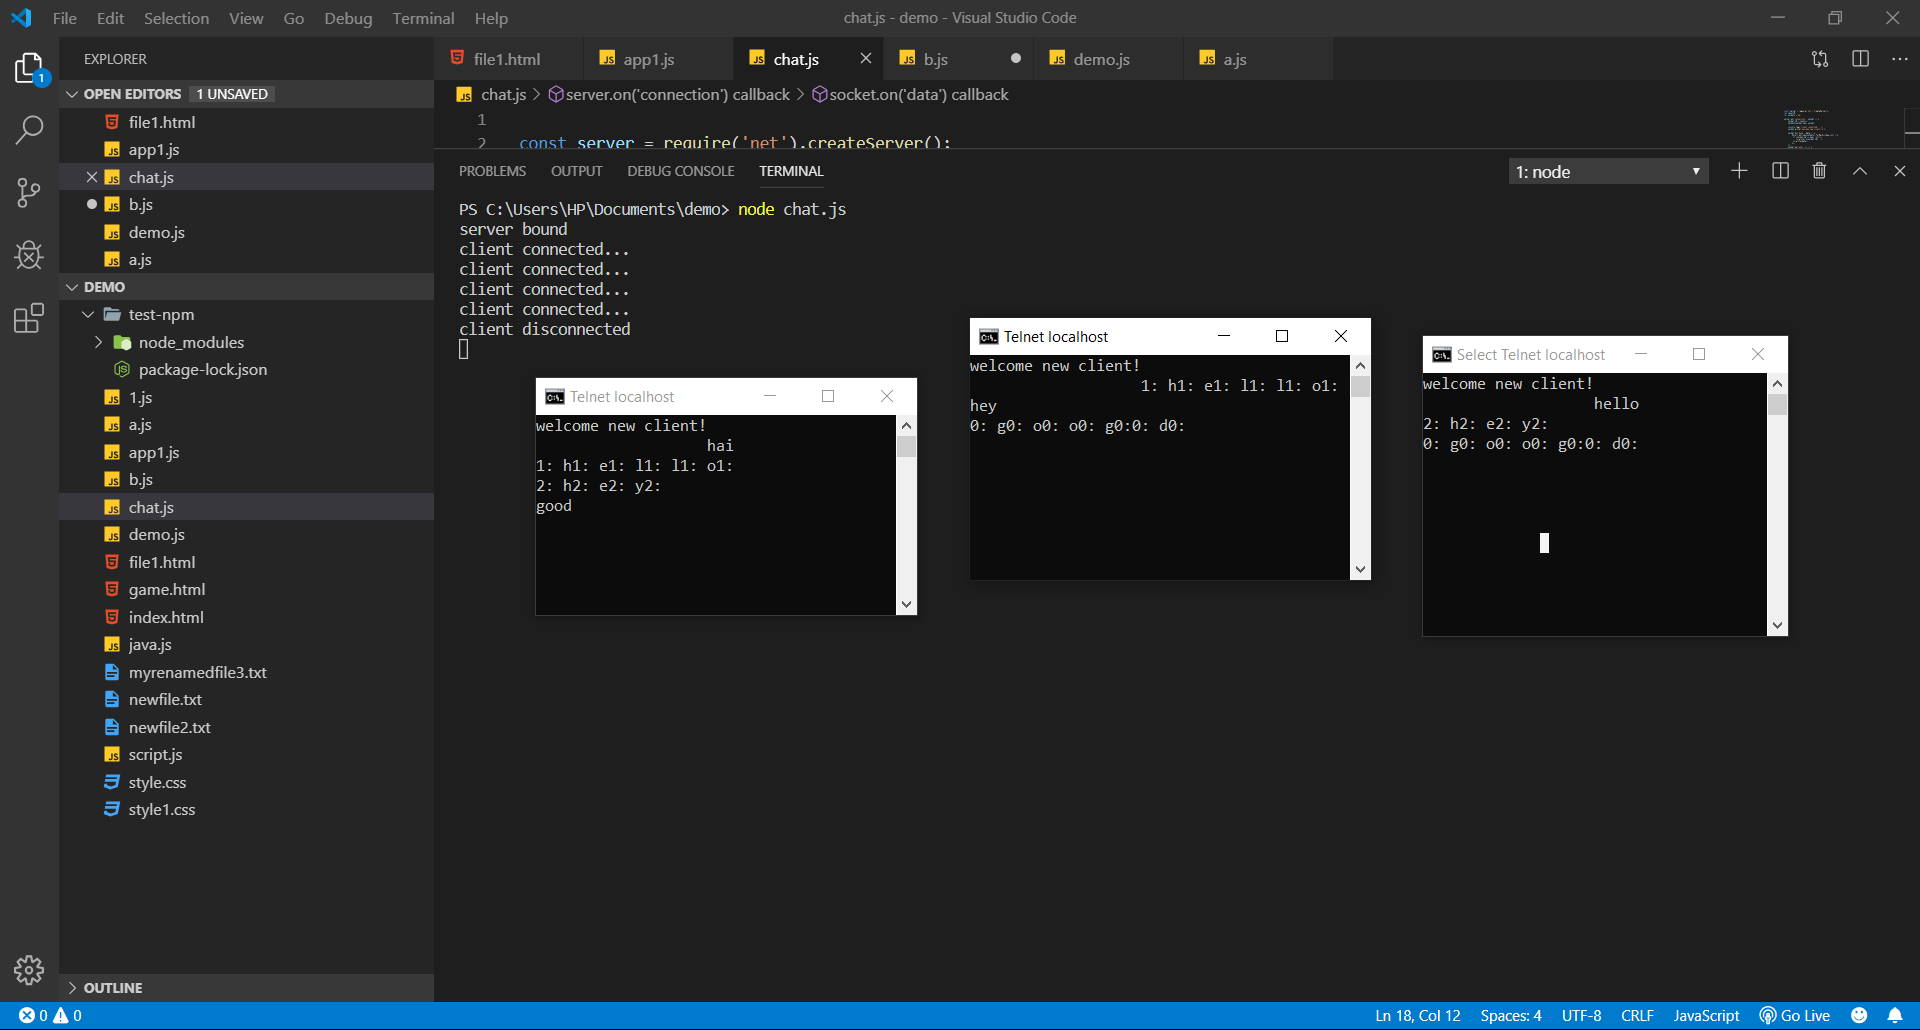 File Edit Selection View Go Debug Terminal Help
chat.js - demo - Visual Studio Code
1
EXPLORER
OPEN EDITORS 1 UNSAVED
file1.html
app1.js
chat.js
b.js
demo.js
a.js
DEMO
test-npm
node_modules
package-lock.json
1.js
a.js
app1.js
b.js
chat.js
demo.js
file1.html
game.html
index.html
java.js
myrenamedfile3.txt
newfile.txt
newfile2.txt
script.js
style.css
style1.css
OUTLINE
file1.html app1.js chat.js b.js demo.js a.js
chat.js > server.on('connection') callback > socket.on('data') callback
1
2 const server = require('net').createServer();
PROBLEMS OUTPUT DEBUG CONSOLE TERMINAL
1: node
PS C:\Users\HP\Documents\demo> node chat.js
server bound
client connected...
client connected...
client connected...
client connected...
client disconnected
Telnet localhost
welcome new client!
hai
1: h1: e1: l1: l1: o1:
2: h2: e2: y2:
good
Telnet localhost
welcome new client!
1: h1: e1: l1: l1: o1:
hey
0: g0: o0: o0: g0:0: d0:
Select Telnet localhost
welcome new client!
hello
2: h2: e2: y2:
0: g0: o0: o0: g0:0: d0:
0 0
Ln 18, Col 12 Spaces: 4 UTF-8 CRLF JavaScript Go Live